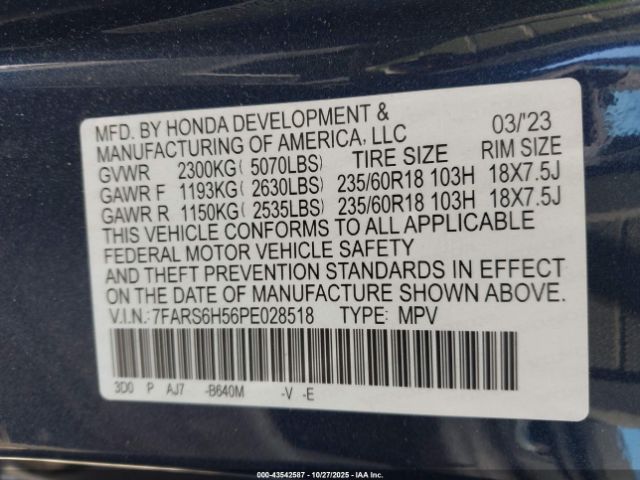 MFD. BY HONDA DEVELOPMENT &
MANUFACTURING OF AMERICA, LLC 03/'23
GVWR 2300KG( 5070LBS) TIRE SIZE RIM SIZE
GAWR F 1193KG( 2630LBS) 235/60R18 103H 18X7.5J
GAWR R 1150KG( 2535LBS) 235/60R18 103H 18X7.5J
THIS VEHICLE CONFORMS TO ALL APPLICABLE
FEDERAL MOTOR VEHICLE SAFETY
AND THEFT PREVENTION STANDARDS IN EFFECT
ON THE DATE OF MANUFACTURE SHOWN ABOVE.
V.I.N.:7FARS6H56PE028518 TYPE: MPV
3D0 P AJ7 -B640M -V -E
000-43542587 | 10/27/2025 | IAA Inc.